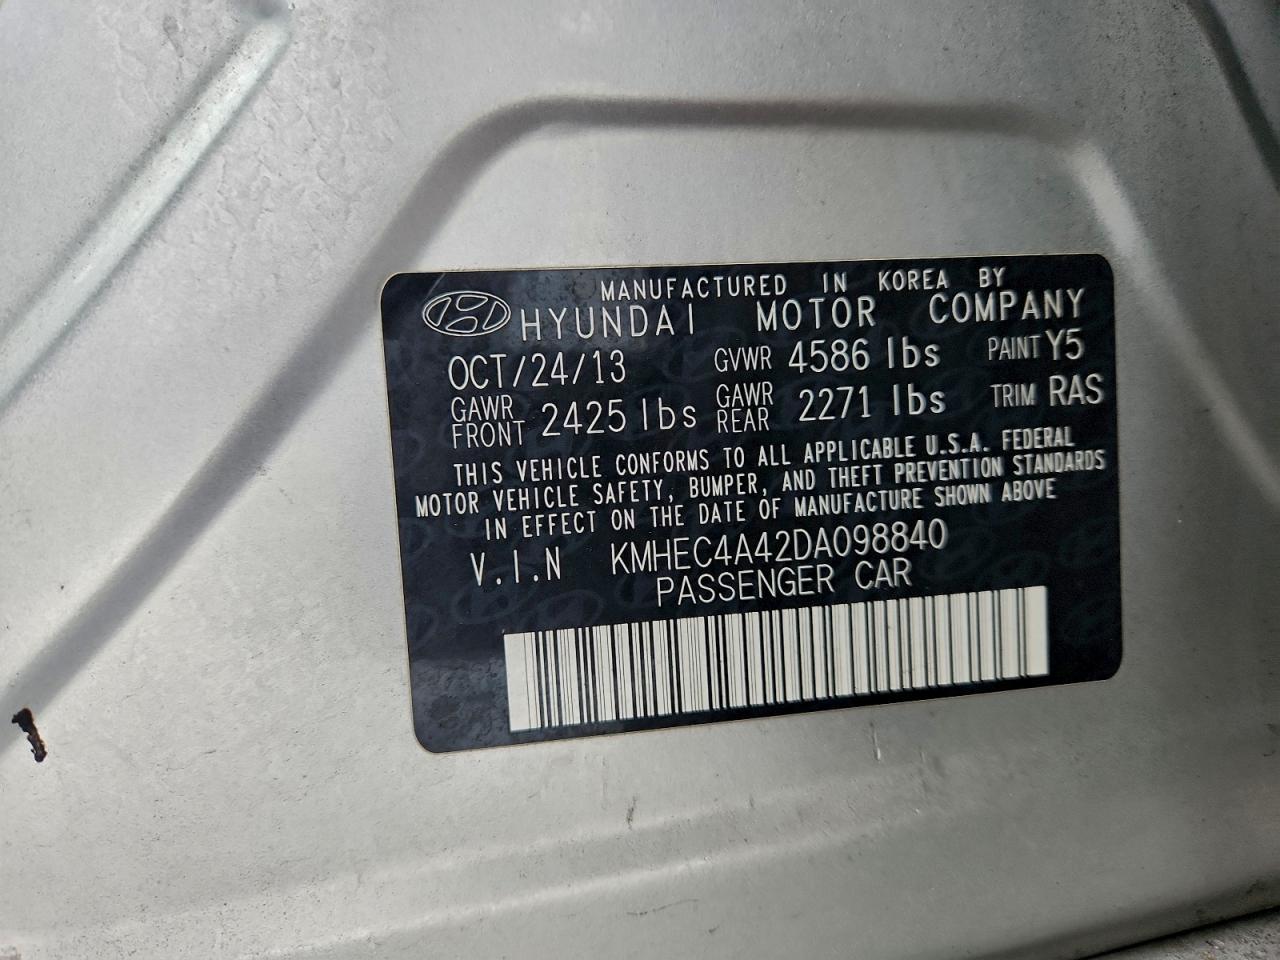 MANUFACTURED IN KOREA BY
HYUNDAI MOTOR COMPANY
OCT/24/13 GVWR 4586 lbs PAINT Y5
GAWR FRONT 2425 lbs GAWR REAR 2271 lbs TRIM RAS
THIS VEHICLE CONFORMS TO ALL APPLICABLE U.S.A. FEDERAL
MOTOR VEHICLE SAFETY, BUMPER, AND THEFT PREVENTION STANDARDS
IN EFFECT ON THE DATE OF MANUFACTURE SHOWN ABOVE
V.I.N KMHEC4A42DA098840
PASSENGER CAR